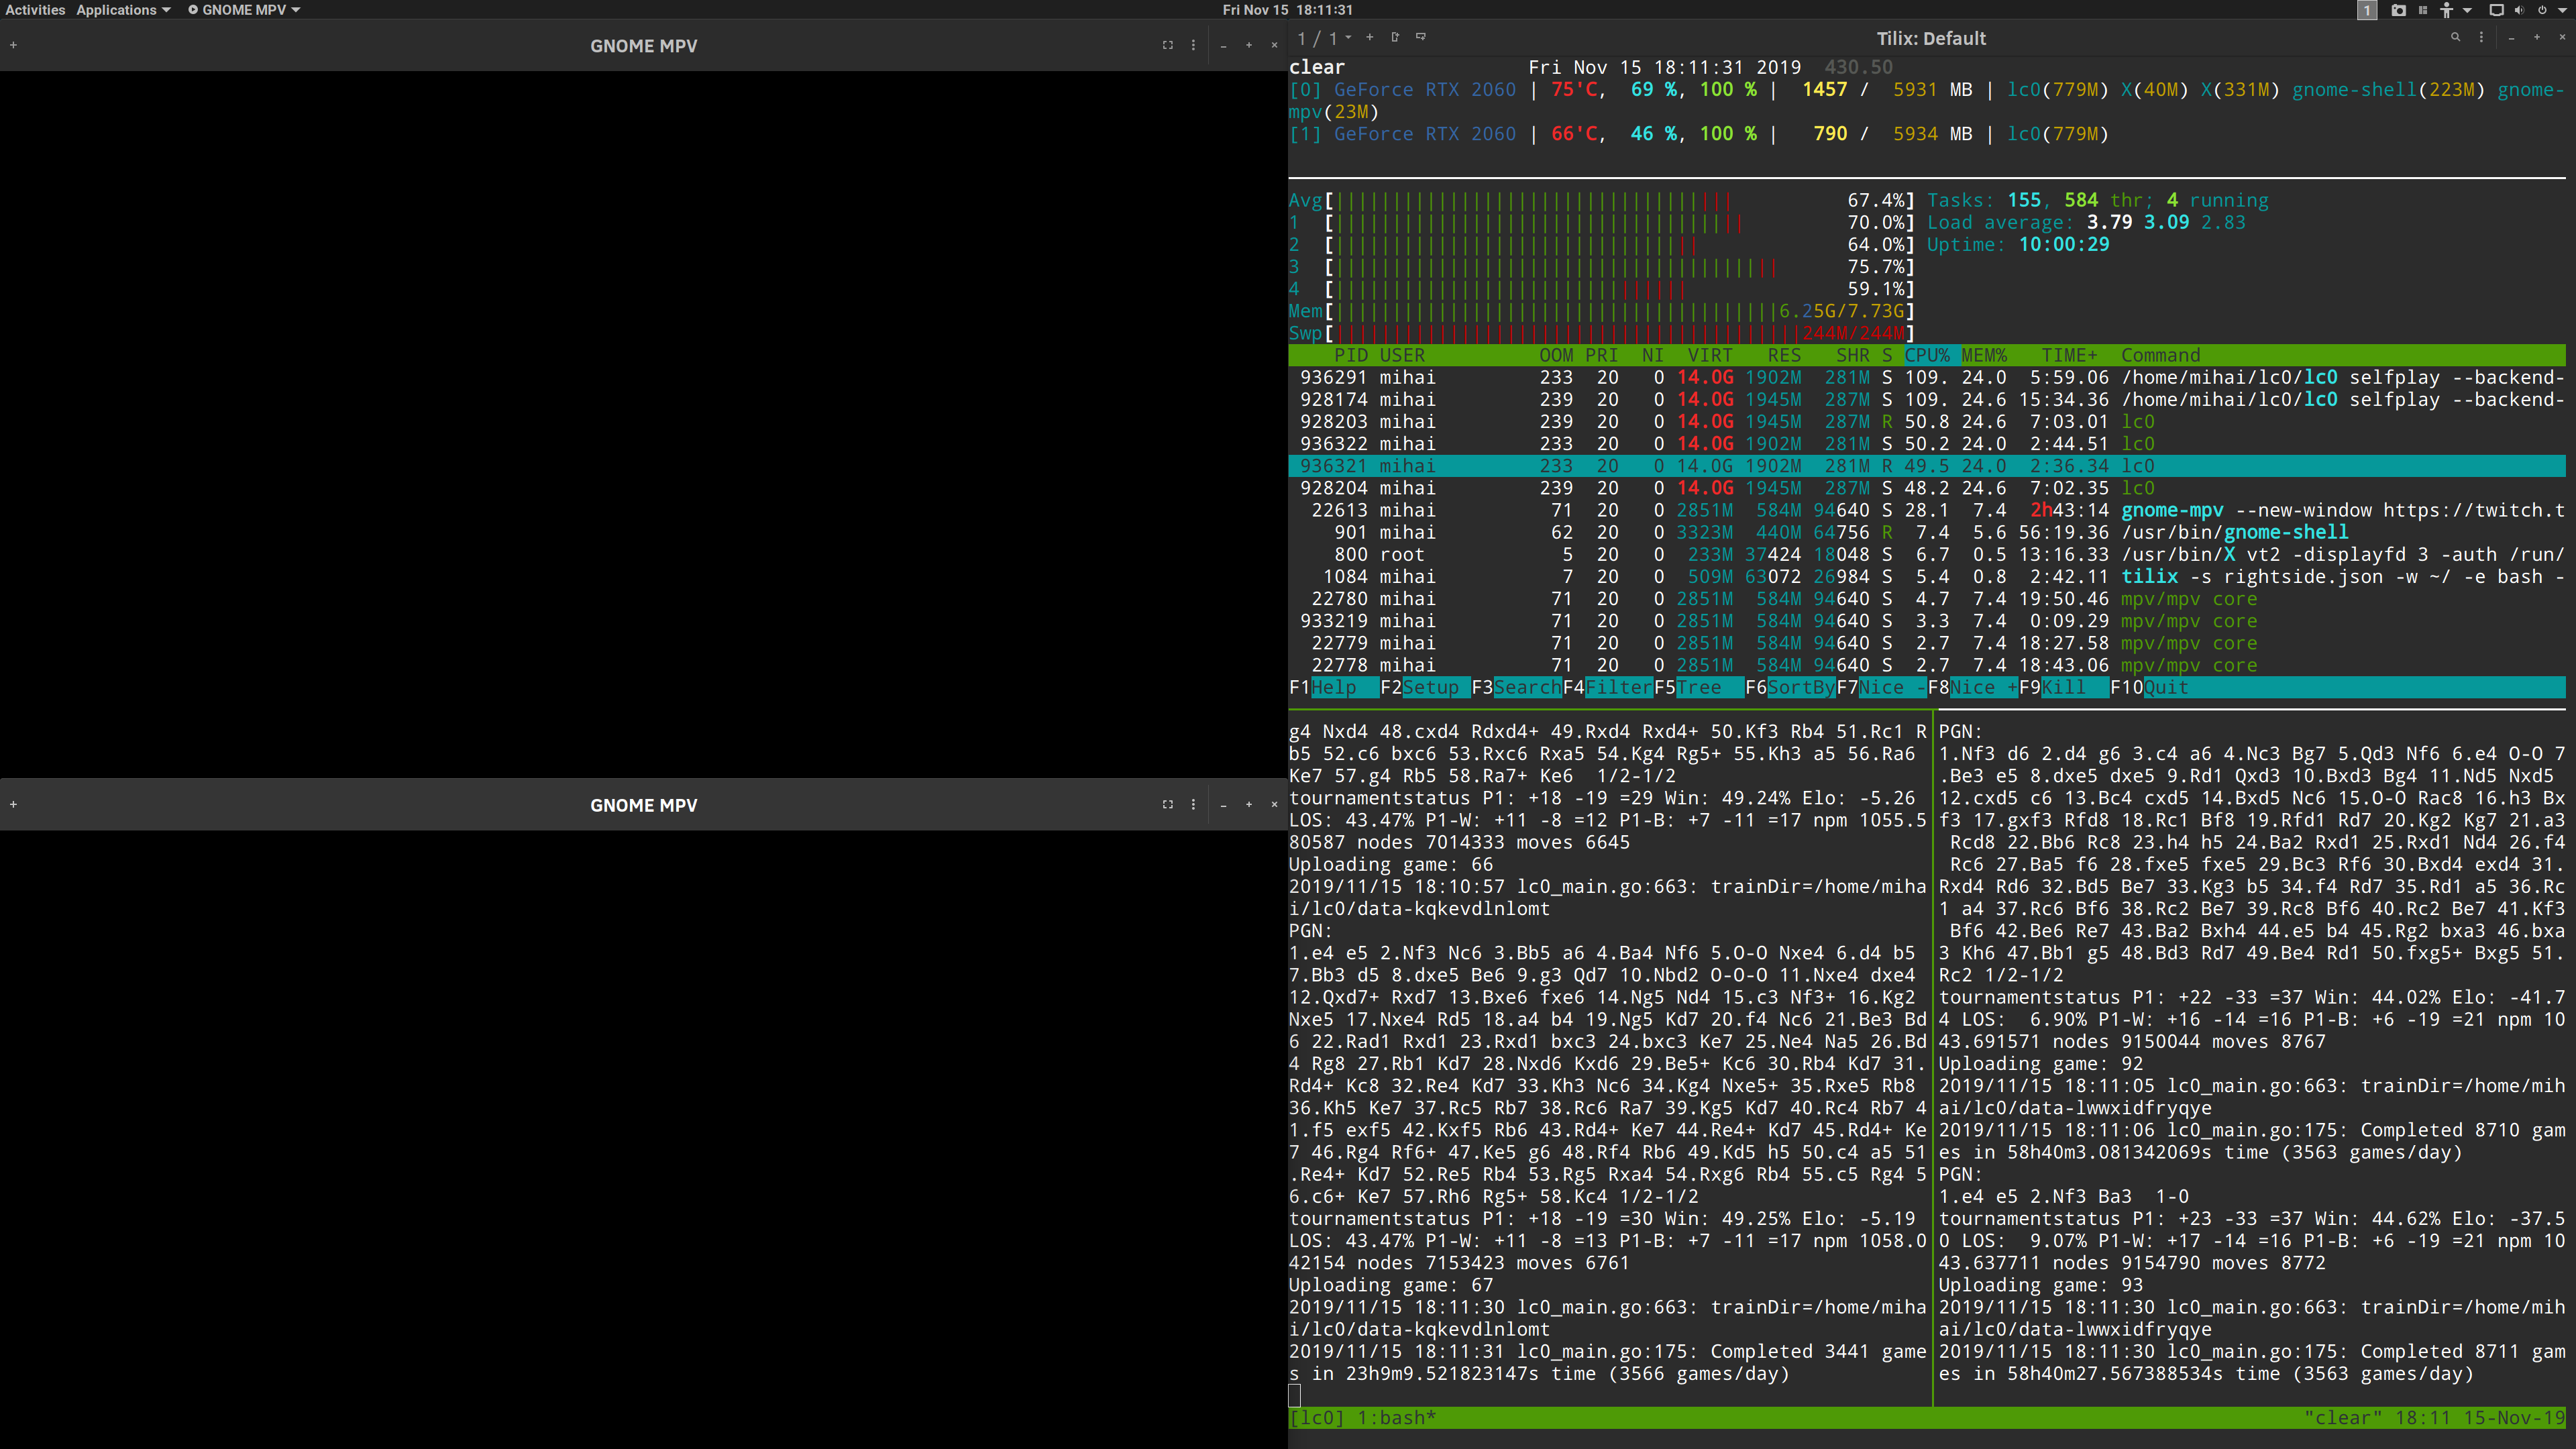 Activities Applications GNOME MPV Fri Nov 15 18:11:31 1
GNOME MPV
GNOME MPV
1 / 1 Tilix: Default
clear Fri Nov 15 18:11:31 2019 430.50
[0] GeForce RTX 2060 | 75'C, 69 %, 100 % | 1457 / 5931 MB | lc0(779M) X(40M) X(331M) gnome-shell(223M) gnome-
mpv(23M)
[1] GeForce RTX 2060 | 66'C, 46 %, 100 % | 790 / 5934 MB | lc0(779M)
Avg[ 67.4%] Tasks: 155, 584 thr; 4 running
1 [ 70.0%] Load average: 3.79 3.09 2.83
2 [ 64.0%] Uptime: 10:00:29
3 [ 75.7%]
4 [ 59.1%]
Mem[ 6.25G/7.73G]
Swp[ 244M/244M]
PID USER OOM PRI NI VIRT RES SHR S CPU% MEM% TIME+ Command
936291 mihai 233 20 0 14.0G 1902M 281M S 109. 24.0 5:59.06 /home/mihai/lc0/lc0 selfplay --backend-
928174 mihai 239 20 0 14.0G 1945M 287M S 109. 24.6 15:34.36 /home/mihai/lc0/lc0 selfplay --backend-
928203 mihai 239 20 0 14.0G 1945M 287M R 50.8 24.6 7:03.01 lc0
936322 mihai 233 20 0 14.0G 1902M 281M S 50.2 24.0 2:44.51 lc0
936321 mihai 233 20 0 14.0G 1902M 281M R 49.5 24.0 2:36.34 lc0
928204 mihai 239 20 0 14.0G 1945M 287M S 48.2 24.6 7:02.35 lc0
22613 mihai 71 20 0 2851M 584M 94640 S 28.1 7.4 2h43:14 gnome-mpv --new-window https://twitch.t
901 mihai 62 20 0 3323M 440M 64756 R 7.4 5.6 56:19.36 /usr/bin/gnome-shell
800 root 5 20 0 233M 37424 18048 S 6.7 0.5 13:16.33 /usr/bin/X vt2 -displayfd 3 -auth /run/
1084 mihai 7 20 0 509M 63072 26984 S 5.4 0.8 2:42.11 tilix -s rightside.json -w ~/ -e bash -
22780 mihai 71 20 0 2851M 584M 94640 S 4.7 7.4 19:50.46 mpv/mpv core
933219 mihai 71 20 0 2851M 584M 94640 S 3.3 7.4 0:09.29 mpv/mpv core
22779 mihai 71 20 0 2851M 584M 94640 S 2.7 7.4 18:27.58 mpv/mpv core
22778 mihai 71 20 0 2851M 584M 94640 S 2.7 7.4 18:43.06 mpv/mpv core
F1Help F2Setup F3SearchF4FilterF5Tree F6SortByF7Nice -F8Nice +F9Kill F10Quit
g4 Nxd4 48.cxd4 Rdxd4+ 49.Rxd4 Rxd4+ 50.Kf3 Rb4 51.Rc1 R
b5 52.c6 bxc6 53.Rxc6 Rxa5 54.Kg4 Rg5+ 55.Kh3 a5 56.Ra6
Ke7 57.g4 Rb5 58.Ra7+ Ke6 1/2-1/2
tournamentstatus P1: +18 -19 =29 Win: 49.24% Elo: -5.26
LOS: 43.47% P1-W: +11 -8 =12 P1-B: +7 -11 =17 npm 1055.5
80587 nodes 7014333 moves 6645
Uploading game: 66
2019/11/15 18:10:57 lc0_main.go:663: trainDir=/home/miha
i/lc0/data-kqkevdlnlomt
PGN:
1.e4 e5 2.Nf3 Nc6 3.Bb5 a6 4.Ba4 Nf6 5.O-O Nxe4 6.d4 b5
7.Bb3 d5 8.dxe5 Be6 9.g3 Qd7 10.Nbd2 O-O-O 11.Nxe4 dxe4
12.Qxd7+ Rxd7 13.Bxe6 fxe6 14.Ng5 Nd4 15.c3 Nf3+ 16.Kg2
Nxe5 17.Nxe4 Rd5 18.a4 b4 19.Ng5 Kd7 20.f4 Nc6 21.Be3 Bd
6 22.Rad1 Rxd1 23.Rxd1 bxc3 24.bxc3 Ke7 25.Ne4 Na5 26.Bd
4 Rg8 27.Rb1 Kd7 28.Nxd6 Kxd6 29.Be5+ Kc6 30.Rb4 Kd7 31.
Rd4+ Kc8 32.Re4 Kd7 33.Kh3 Nc6 34.Kg4 Nxe5+ 35.Rxe5 Rb8
36.Kh5 Ke7 37.Rc5 Rb7 38.Rc6 Ra7 39.Kg5 Kd7 40.Rc4 Rb7 4
1.f5 exf5 42.Kxf5 Rb6 43.Rd4+ Ke7 44.Re4+ Kd7 45.Rd4+ Ke
7 46.Rg4 Rf6+ 47.Ke5 g6 48.Rf4 Rb6 49.Kd5 h5 50.c4 a5 51
.Re4+ Kd7 52.Re5 Rb4 53.Rg5 Rxa4 54.Rxg6 Rb4 55.c5 Rg4 5
6.c6+ Ke7 57.Rh6 Rg5+ 58.Kc4 1/2-1/2
tournamentstatus P1: +18 -19 =30 Win: 49.25% Elo: -5.19
LOS: 43.47% P1-W: +11 -8 =13 P1-B: +7 -11 =17 npm 1058.0
42154 nodes 7153423 moves 6761
Uploading game: 67
2019/11/15 18:11:30 lc0_main.go:663: trainDir=/home/miha
i/lc0/data-kqkevdlnlomt
2019/11/15 18:11:31 lc0_main.go:175: Completed 3441 game
s in 23h9m9.521823147s time (3566 games/day)
PGN:
1.Nf3 d6 2.d4 g6 3.c4 a6 4.Nc3 Bg7 5.Qd3 Nf6 6.e4 O-O 7
.Be3 e5 8.dxe5 dxe5 9.Rd1 Qxd3 10.Bxd3 Bg4 11.Nd5 Nxd5
12.cxd5 c6 13.Bc4 cxd5 14.Bxd5 Nc6 15.O-O Rac8 16.h3 Bx
f3 17.gxf3 Rfd8 18.Rc1 Bf8 19.Rfd1 Rd7 20.Kg2 Kg7 21.a3
Rcd8 22.Bb6 Rc8 23.h4 h5 24.Ba2 Rxd1 25.Rxd1 Nd4 26.f4
Rc6 27.Ba5 f6 28.fxe5 fxe5 29.Bc3 Rf6 30.Bxd4 exd4 31.
Rxd4 Rd6 32.Bd5 Be7 33.Kg3 b5 34.f4 Rd7 35.Rd1 a5 36.Rc
1 a4 37.Rc6 Bf6 38.Rc2 Be7 39.Rc8 Bf6 40.Rc2 Be7 41.Kf3
Bf6 42.Be6 Re7 43.Ba2 Bxh4 44.e5 b4 45.Rg2 bxa3 46.bxa
3 Kh6 47.Bb1 g5 48.Bd3 Rd7 49.Be4 Rd1 50.fxg5+ Bxg5 51.
Rc2 1/2-1/2
tournamentstatus P1: +22 -33 =37 Win: 44.02% Elo: -41.7
4 LOS: 6.90% P1-W: +16 -14 =16 P1-B: +6 -19 =21 npm 10
43.691571 nodes 9150044 moves 8767
Uploading game: 92
2019/11/15 18:11:05 lc0_main.go:663: trainDir=/home/mih
ai/lc0/data-lwwxidfryqye
2019/11/15 18:11:06 lc0_main.go:175: Completed 8710 gam
es in 58h40m3.081342069s time (3563 games/day)
PGN:
1.e4 e5 2.Nf3 Ba3 1-0
tournamentstatus P1: +23 -33 =37 Win: 44.62% Elo: -37.5
0 LOS: 9.07% P1-W: +17 -14 =16 P1-B: +6 -19 =21 npm 10
43.637711 nodes 9154790 moves 8772
Uploading game: 93
2019/11/15 18:11:30 lc0_main.go:663: trainDir=/home/mih
ai/lc0/data-lwwxidfryqye
2019/11/15 18:11:30 lc0_main.go:175: Completed 8711 gam
es in 58h40m27.567388534s time (3563 games/day)
[lc0] 1:bash* "clear" 18:11 15-Nov-19